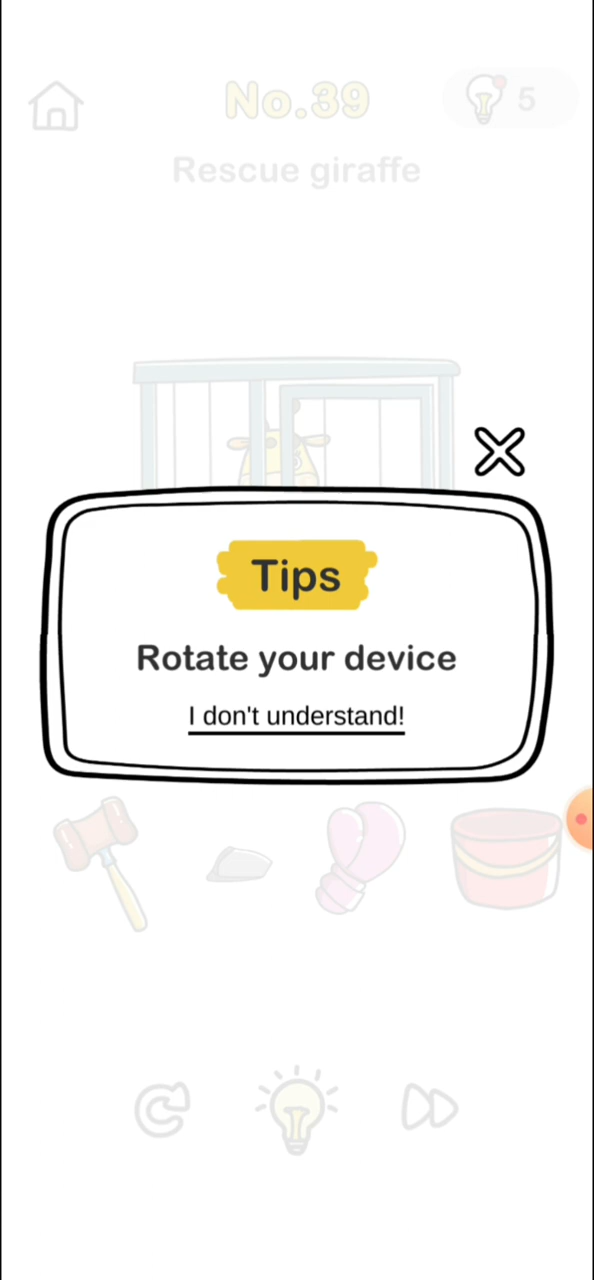 No.39
5
Rescue giraffe
Tips
Rotate your device
I don't understand!